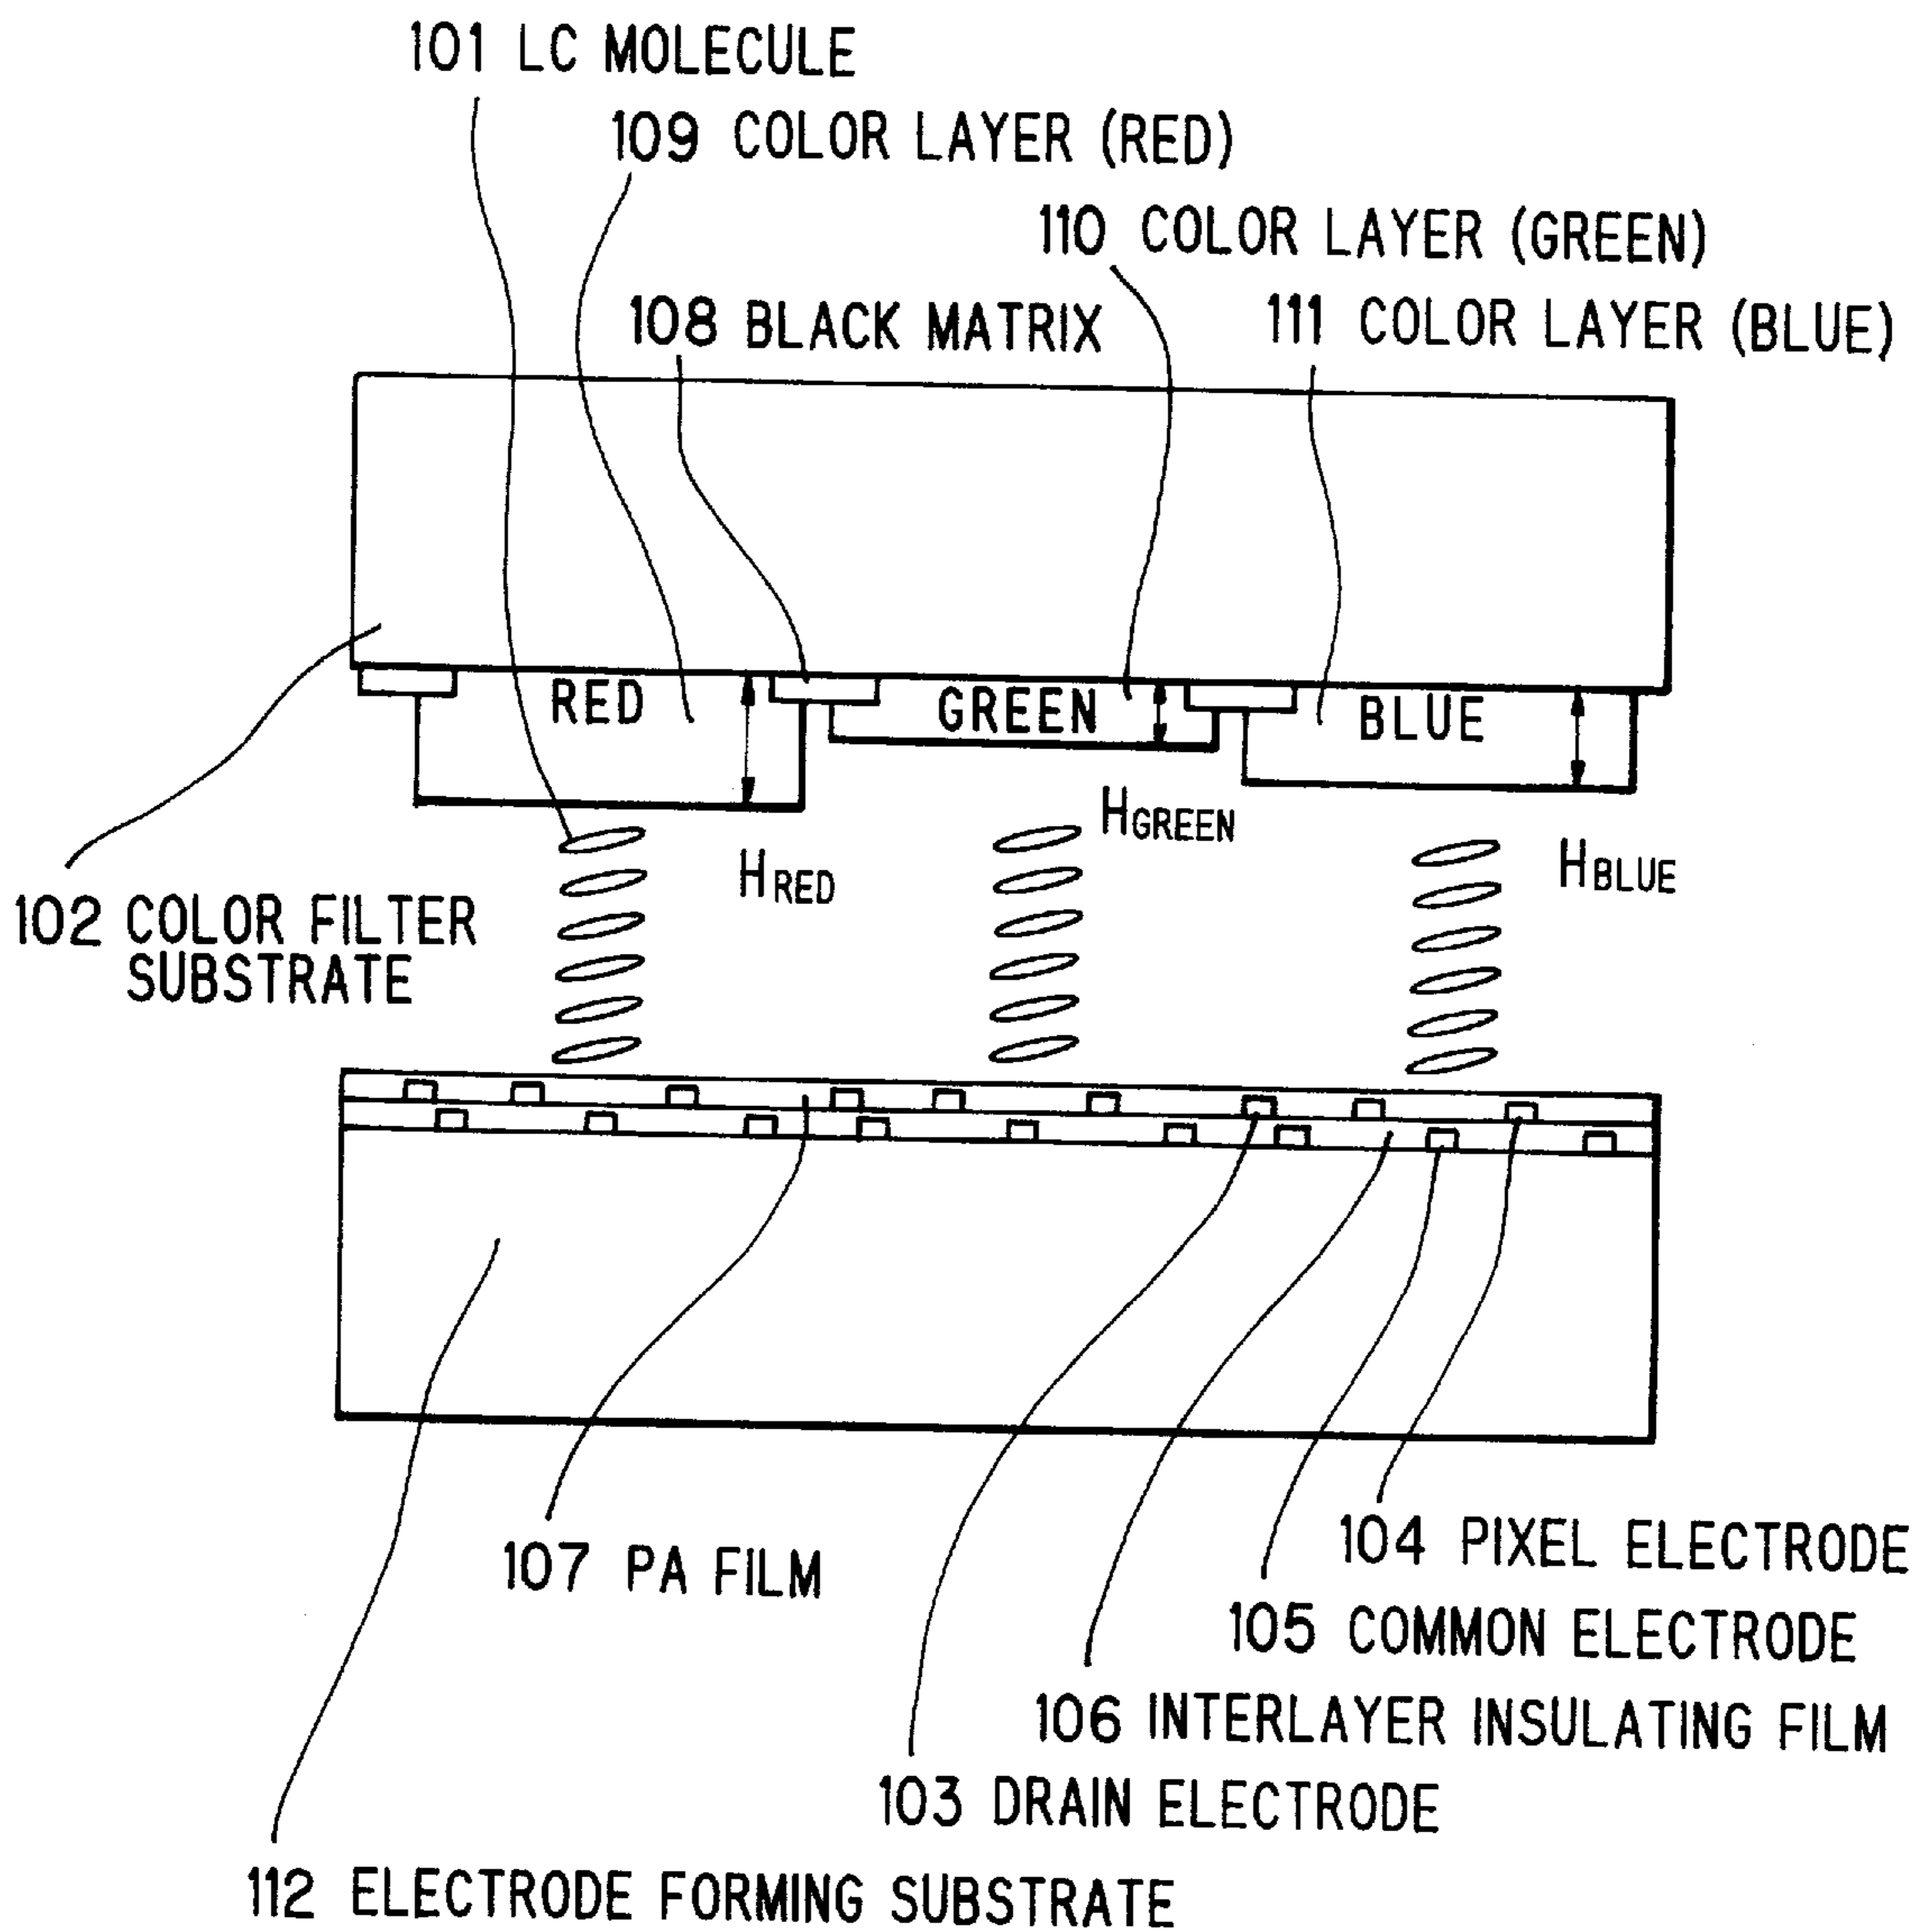 101 LC MOLECULE
109 COLOR LAYER (RED)
110 COLOR LAYER (GREEN)
108 BLACK MATRIX
111 COLOR LAYER (BLUE)
RED
GREEN
BLUE
HGREEN
HRED
HBLUE
102 COLOR FILTER
SUBSTRATE
104 PIXEL ELECTRODE
107 PA FILM
105 COMMON ELECTRODE
106 INTERLAYER INSULATING FILM
103 DRAIN ELECTRODE
112 ELECTRODE FORMING SUBSTRATE